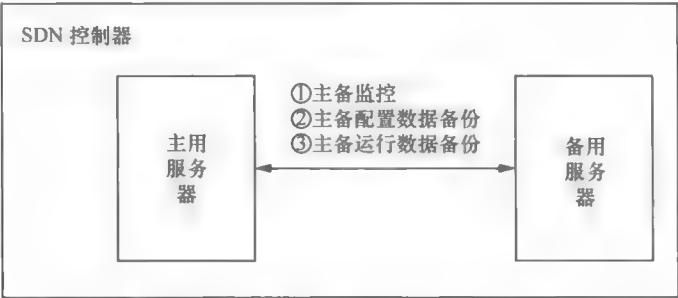 SDN 控制器
①主备监控
②主备配置数据备份
③主备运行数据备份
主用
服务
器
备用
服务
器